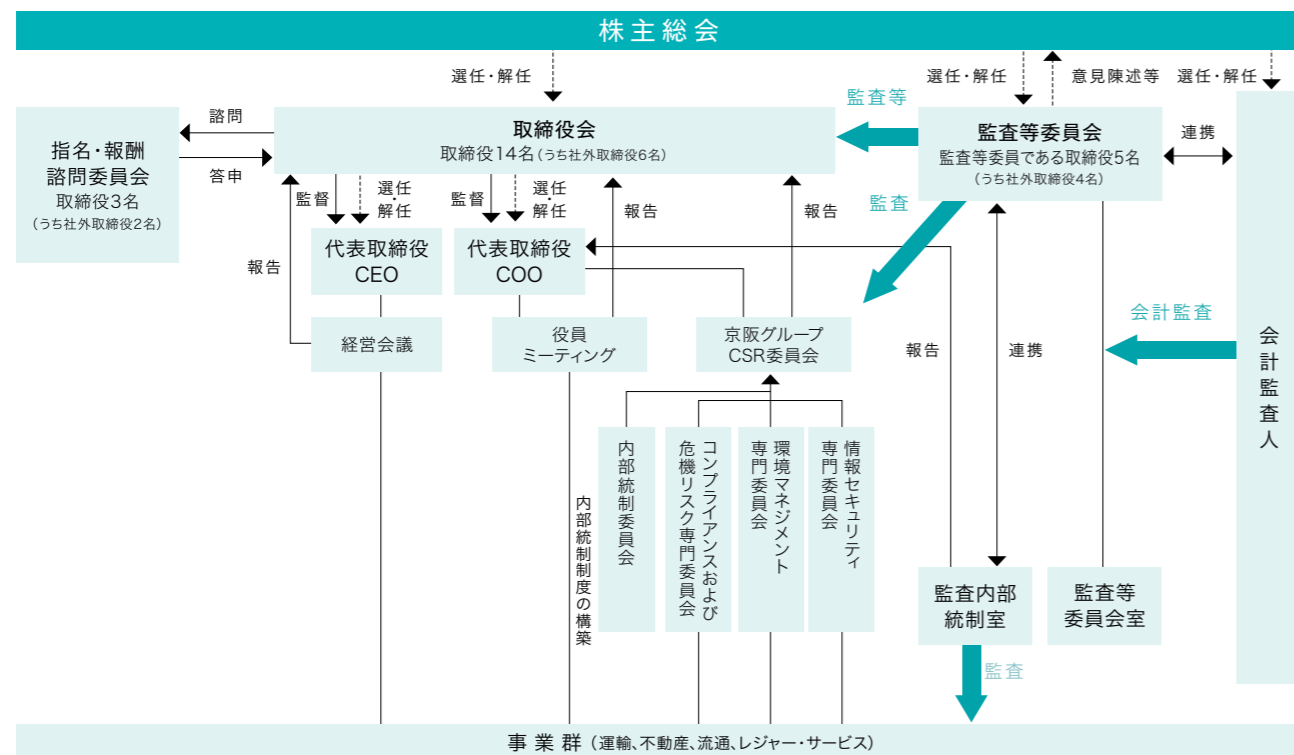 株主総会
選任・解任
選任・解任
意見陳述等
選任・解任
監査等
諮問
答申
指名・報酬
諮問委員会
取締役3名
(うち社外取締役2名)
取締役会
取締役14名(うち社外取締役6名)
監査等委員会
監査等委員である取締役5名
(うち社外取締役4名)
連携
監督
選任・
解任
監督
選任・
解任
報告
報告
監査
報告
代表取締役
CEO
代表取締役
COO
経営会議
役員
ミーティング
京阪グループ
CSR委員会
報告
連携
会計監査
会計監査人
内部統制制度の構築
内部統制委員会
コンプライアンスおよび
危機リスク専門委員会
環境マネジメント
専門委員会
情報セキュリティ
専門委員会
監査内部
統制室
監査等
委員会室
監査
事業群(運輸、不動産、流通、レジャー・サービス)